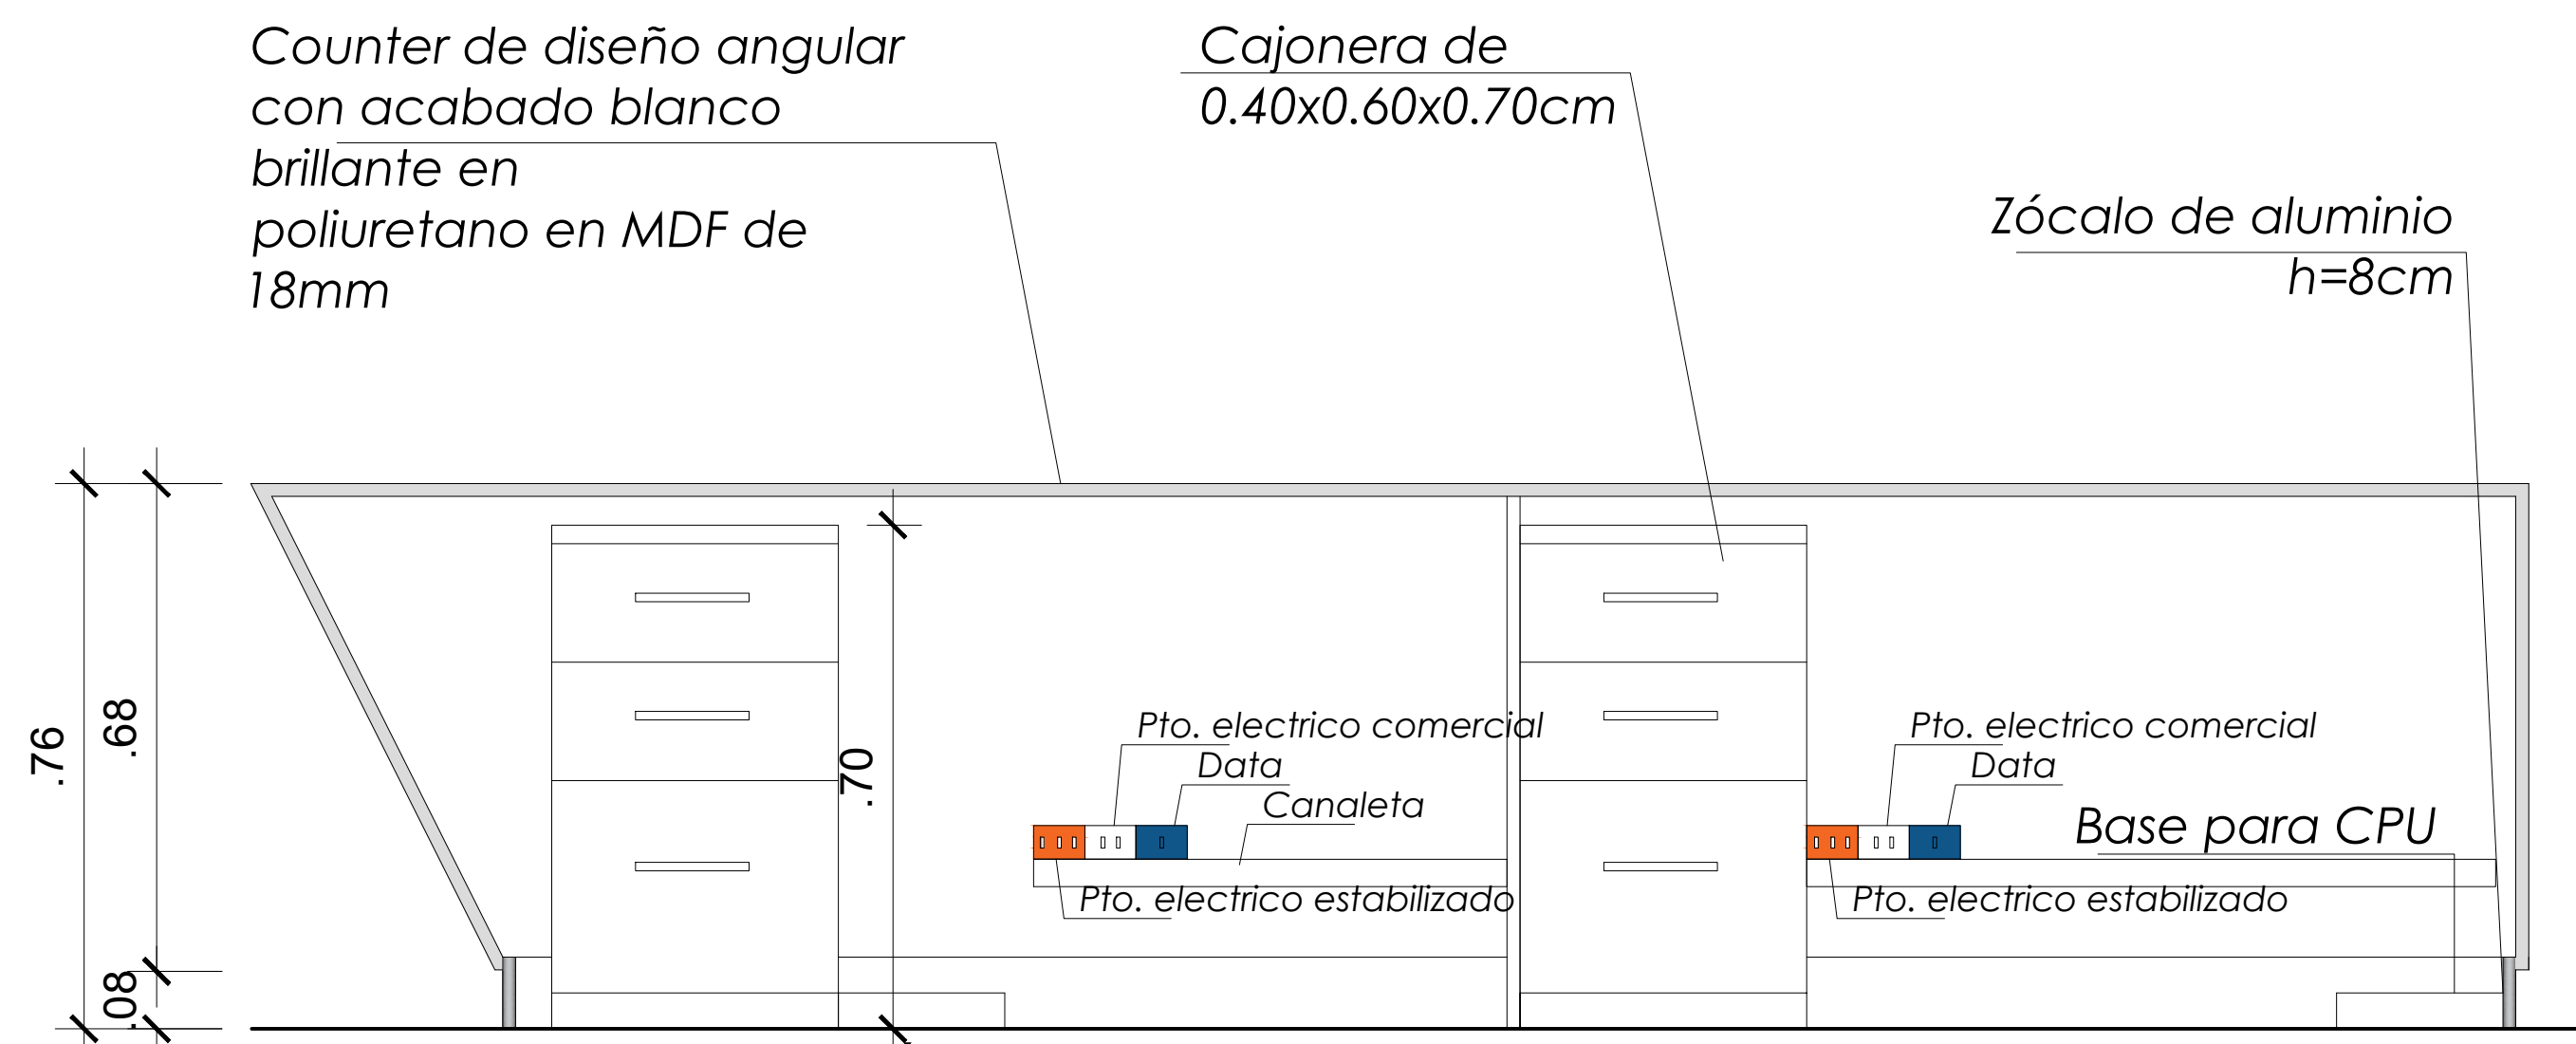 Counter de diseño angular
con acabado blanco
brillante en
poliuretano en MDF de
18mm
Cajonera de
0.40x0.60x0.70cm
Zócalo de aluminio
h=8cm
.76
.68
.08
.70
Pto. electrico comercial
Data
Canaleta
Pto. electrico estabilizado
Pto. electrico comercial
Data
Base para CPU
Pto. electrico estabilizado